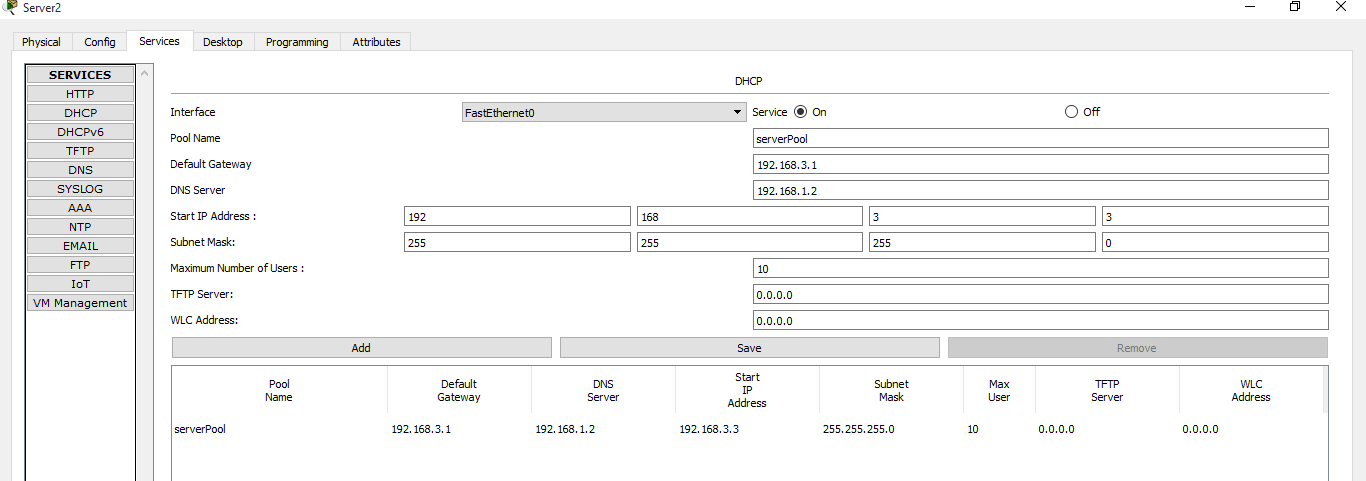 Server2
Physical Config Services Desktop Programming Attributes
SERVICES
HTTP
DHCP
DHCPv6
TFTP
DNS
SYSLOG
AAA
NTP
EMAIL
FTP
IoT
VM Management
DHCP
Interface FastEthernet0 Service On Off
Pool Name serverPool
Default Gateway 192.168.3.1
DNS Server 192.168.1.2
Start IP Address : 192 168 3 3
Subnet Mask: 255 255 255 0
Maximum Number of Users : 10
TFTP Server: 0.0.0.0
WLC Address: 0.0.0.0
Add Save Remove
Pool Name Default Gateway DNS Server Start IP Address Subnet Mask Max User TFTP Server WLC Address
serverPool 192.168.3.1 192.168.1.2 192.168.3.3 255.255.255.0 10 0.0.0.0 0.0.0.0